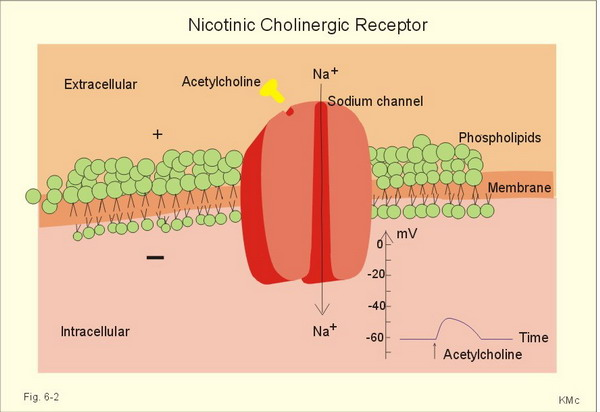 Nicotinic Cholinergic Receptor
Extracellular
Acetylcholine
Na+
Sodium channel
+
Phospholipids
Membrane
−
mV
0
-20
-40
-60
Time
Acetylcholine
Intracellular
Na+
Fig. 6-2
KMc